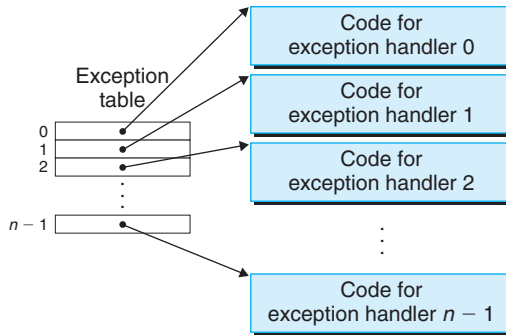 Exception
table
0
1
2
n − 1
Code for
exception handler 0
Code for
exception handler 1
Code for
exception handler 2
Code for
exception handler n − 1